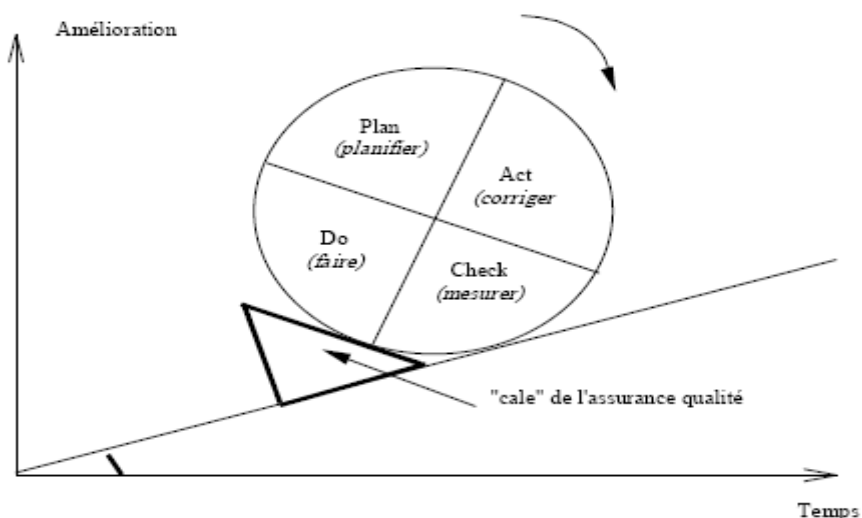 Amélioration
Plan
(planifier)
Act
(corriger
Do
(faire)
Check
(mesurer)
"cale" de l'assurance qualité
Temps